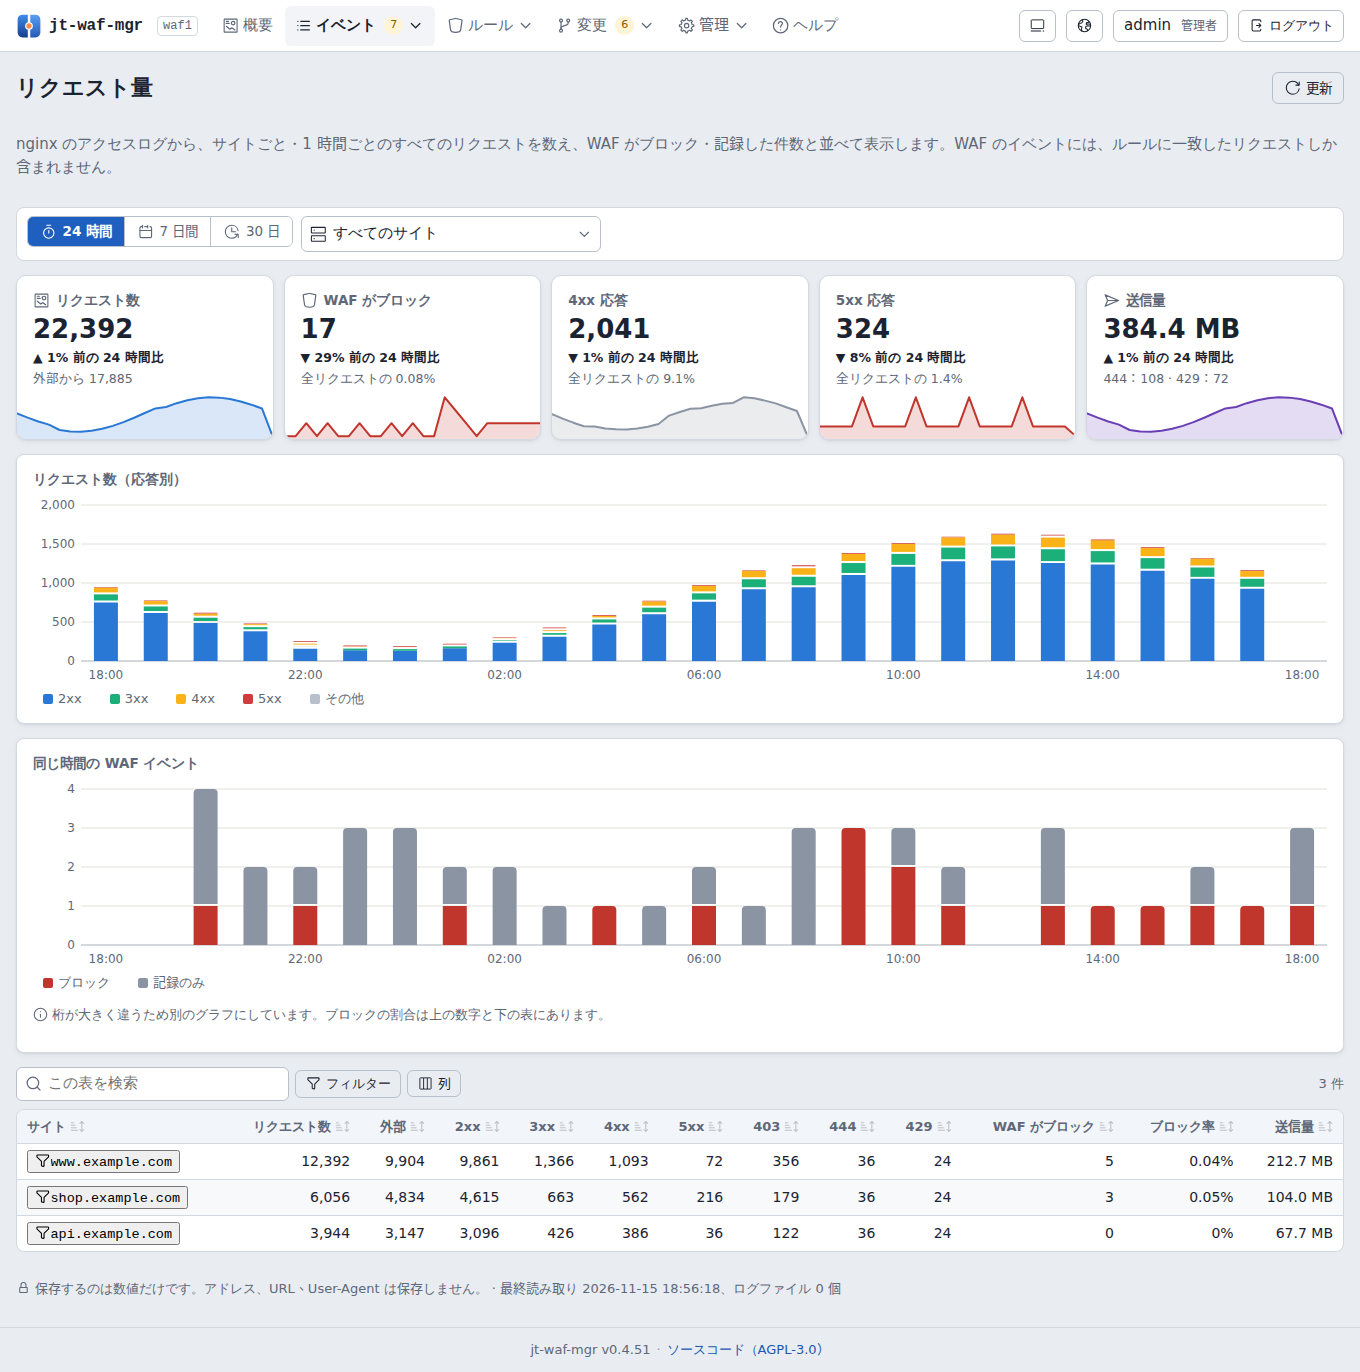 jt-waf-mgr waf1 概要 イベント 7 ルール 変更 6 管理 ヘルプ admin 管理者 ログアウト
リクエスト量 更新
nginx のアクセスログから、サイトごと・1 時間ごとのすべてのリクエストを数え、WAF がブロック・記録した件数と並べて表示します。WAF のイベントには、ルールに一致したリクエストしか
含まれません。
24 時間 7 日間 30 日 すべてのサイト
リクエスト数 WAF がブロック 4xx 応答 5xx 応答 送信量
22,392 17 2,041 324 384.4 MB
▲ 1% 前の 24 時間比 ▼ 29% 前の 24 時間比 ▼ 1% 前の 24 時間比 ▼ 8% 前の 24 時間比 ▲ 1% 前の 24 時間比
外部から 17,885 全リクエストの 0.08% 全リクエストの 9.1% 全リクエストの 1.4% 444：108 · 429：72
リクエスト数（応答別）
2,000
1,500
1,000
500
0
18:00 22:00 02:00 06:00 10:00 14:00 18:00
2xx 3xx 4xx 5xx その他
同じ時間の WAF イベント
4
3
2
1
0
18:00 22:00 02:00 06:00 10:00 14:00 18:00
ブロック 記録のみ
桁が大きく違うため別のグラフにしています。ブロックの割合は上の数字と下の表にあります。
この表を検索 フィルター 列 3 件
サイト リクエスト数 外部 2xx 3xx 4xx 5xx 403 444 429 WAF がブロック ブロック率 送信量
www.example.com 12,392 9,904 9,861 1,366 1,093 72 356 36 24 5 0.04% 212.7 MB
shop.example.com 6,056 4,834 4,615 663 562 216 179 36 24 3 0.05% 104.0 MB
api.example.com 3,944 3,147 3,096 426 386 36 122 36 24 0 0% 67.7 MB
保存するのは数値だけです。アドレス、URL、User-Agent は保存しません。 · 最終読み取り 2026-11-15 18:56:18、ログファイル 0 個
jt-waf-mgr v0.4.51 · ソースコード（AGPL-3.0）